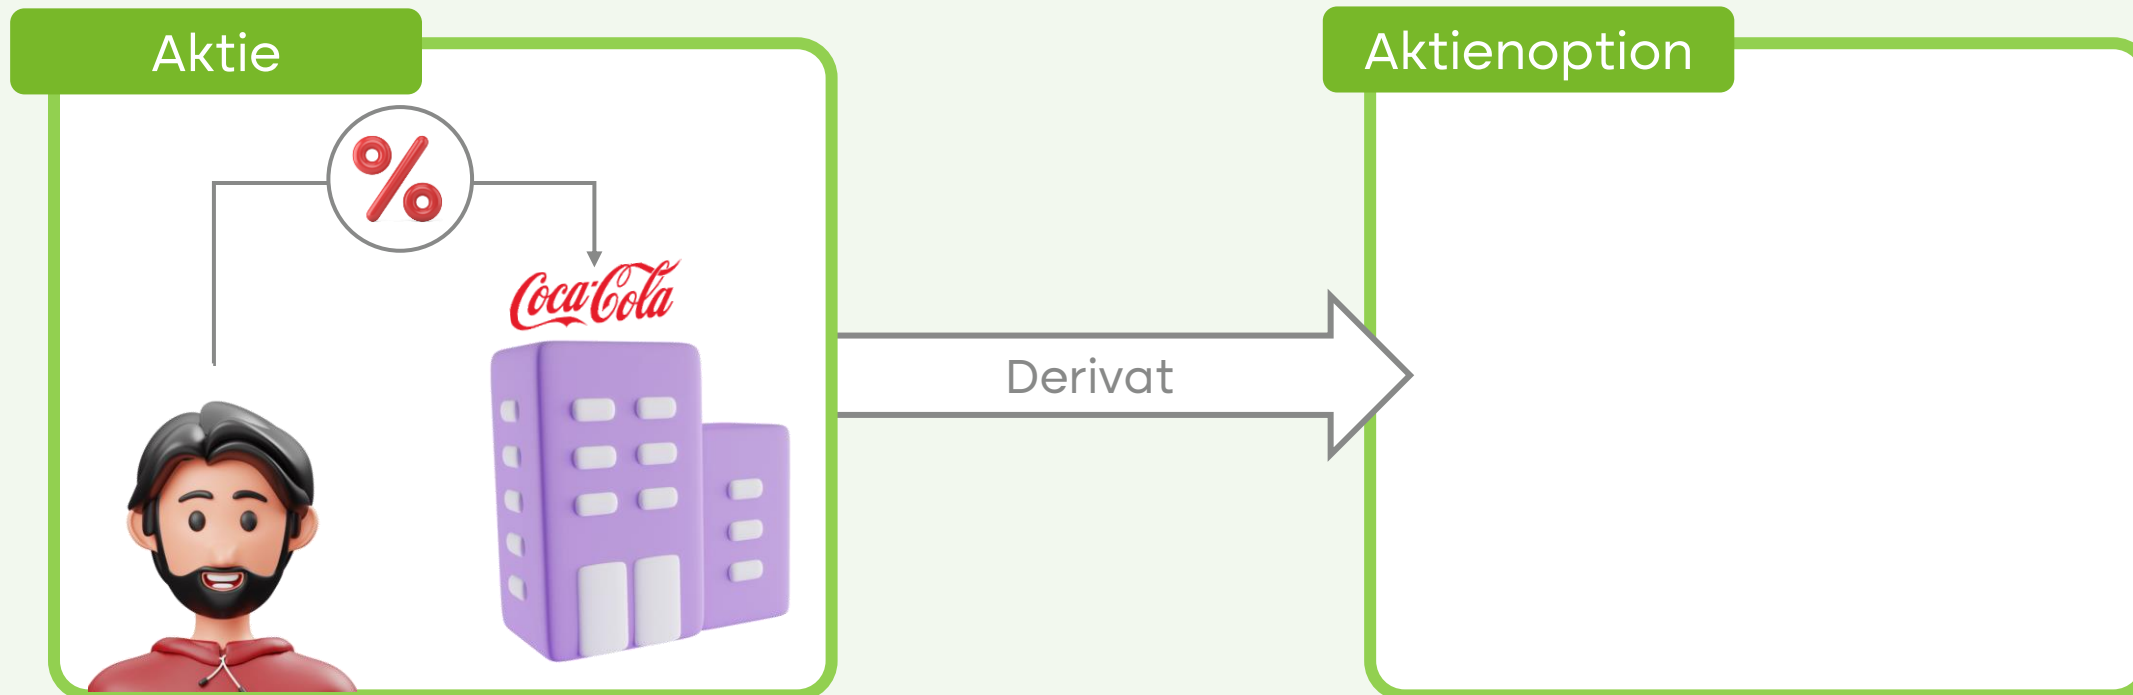 Aktie
Aktienoption
%
Coca-Cola
Derivat